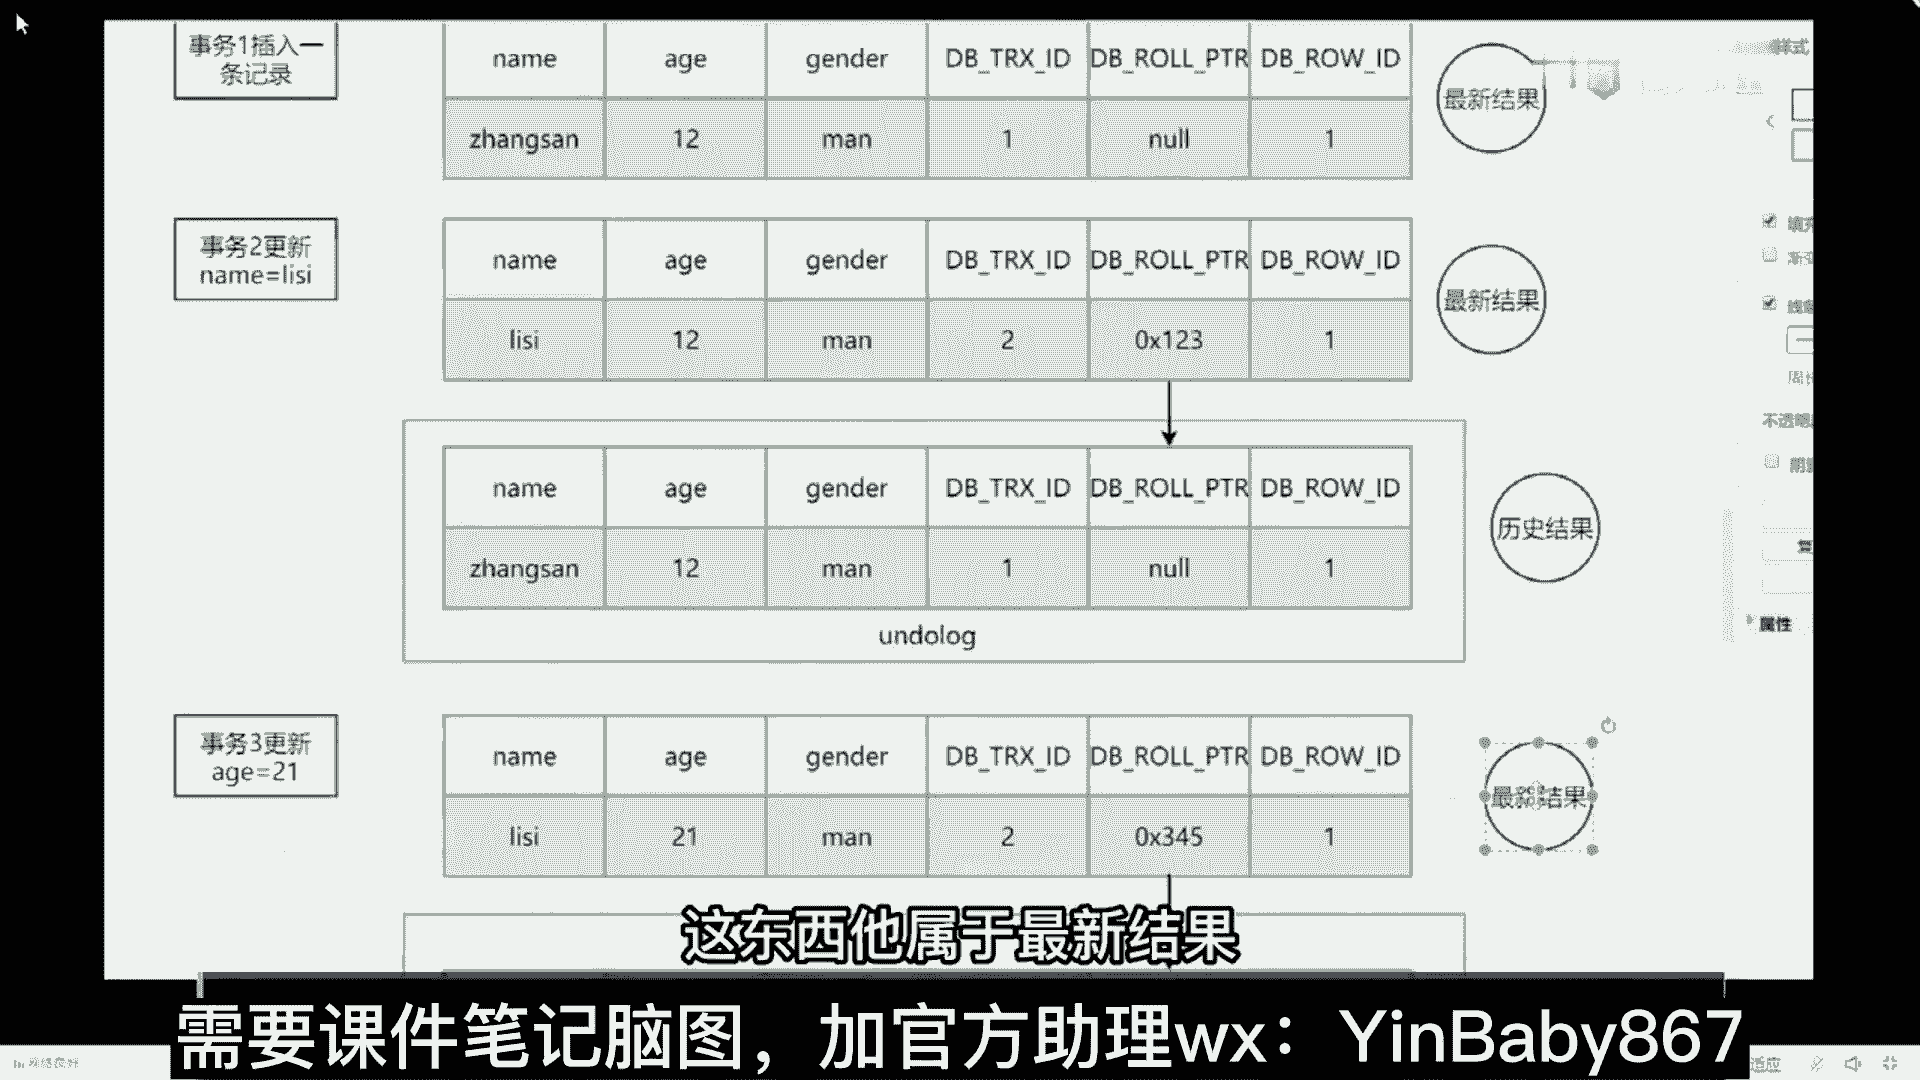 事务1插入一
条记录
name age gender DB_TRX_ID DB_ROLL_PTR DB_ROW_ID
zhangsan 12 man 1 null 1
最新结果
样式
事务2更新
name=lisi
name age gender DB_TRX_ID DB_ROLL_PTR DB_ROW_ID
lisi 12 man 2 0x123 1
最新结果
name age gender DB_TRX_ID DB_ROLL_PTR DB_ROW_ID
zhangsan 12 man 1 null 1
undolog
历史结果
属性
事务3更新
age=21
name age gender DB_TRX_ID DB_ROLL_PTR DB_ROW_ID
lisi 21 man 2 0x345 1
最新结果
这东西他属于最新结果
需要课件笔记脑图，加官方助理wx：YinBaby867
适应